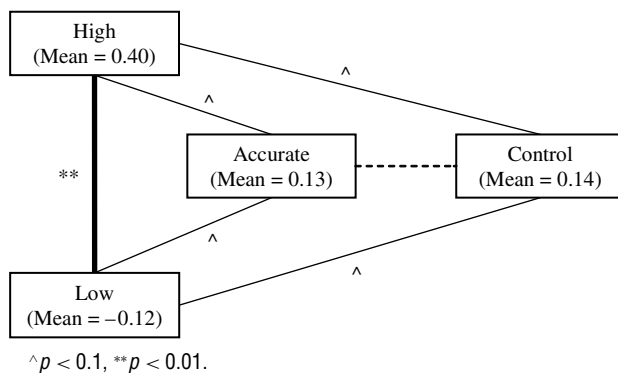 High
(Mean = 0.40)
^
^
Accurate
(Mean = 0.13)
Control
(Mean = 0.14)
**
^
^
Low
(Mean = –0.12)
^p < 0.1, **p < 0.01.